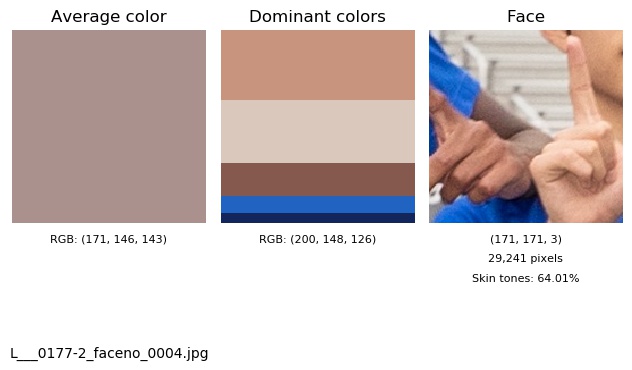 Average color
Dominant colors
Face
RGB: (171, 146, 143)
RGB: (200, 148, 126)
(171, 171, 3)
29,241 pixels
Skin tones: 64.01%
L___0177-2_faceno_0004.jpg